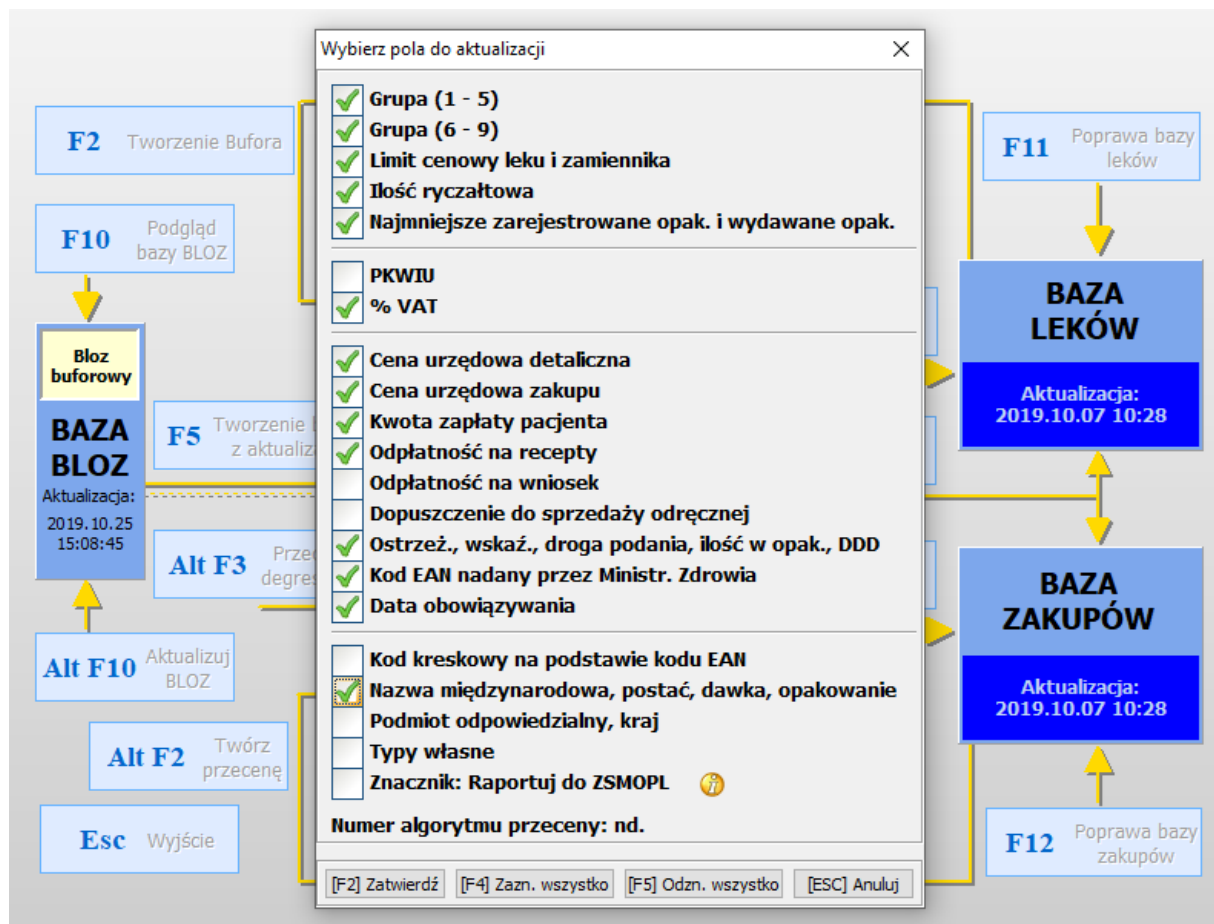 Wybierz pola do aktualizacji
Grupa (1 - 5)
Grupa (6 - 9)
Limit cenowy leku i zamiennika
Ilość ryczałtowa
Najmniejsze zarejestrowane opak. i wydawane opak.
PKWIU
% VAT
Cena urzędowa detaliczna
Cena urzędowa zakupu
Kwota zapłaty pacjenta
Odpłatność na recepty
Odpłatność na wniosek
Dopuszczenie do sprzedaży odręcznej
Ostrzeż., wskaź., droga podania, ilość w opak., DDD
Kod EAN nadany przez Ministr. Zdrowia
Data obowiązywania
Kod kreskowy na podstawie kodu EAN
Nazwa międzynarodowa, postać, dawka, opakowanie
Podmiot odpowiedzialny, kraj
Typy własne
Znacznik: Raportuj do ZSMOPL
Numer algorytmu przeceny: nd.
[F2] Zatwierdź [F4] Zazn. wszystko [F5] Odzn. wszystko [ESC] Anuluj
F2 Tworzenie Bufora
F10 Podgląd
bazy BLOZ
Bloz
buforowy
BAZA
BLOZ
Aktualizacja:
2019.10.25
15:08:45
F5 Tworzenie
z aktualiz
Alt F3 Przec
degres
Alt F10 Aktualizuj
BLOZ
Alt F2 Twórz
przecenę
Esc Wyjście
F11 Poprawa bazy
leków
BAZA
LEKÓW
Aktualizacja:
2019.10.07 10:28
BAZA
ZAKUPÓW
Aktualizacja:
2019.10.07 10:28
F12 Poprawa bazy
zakupów